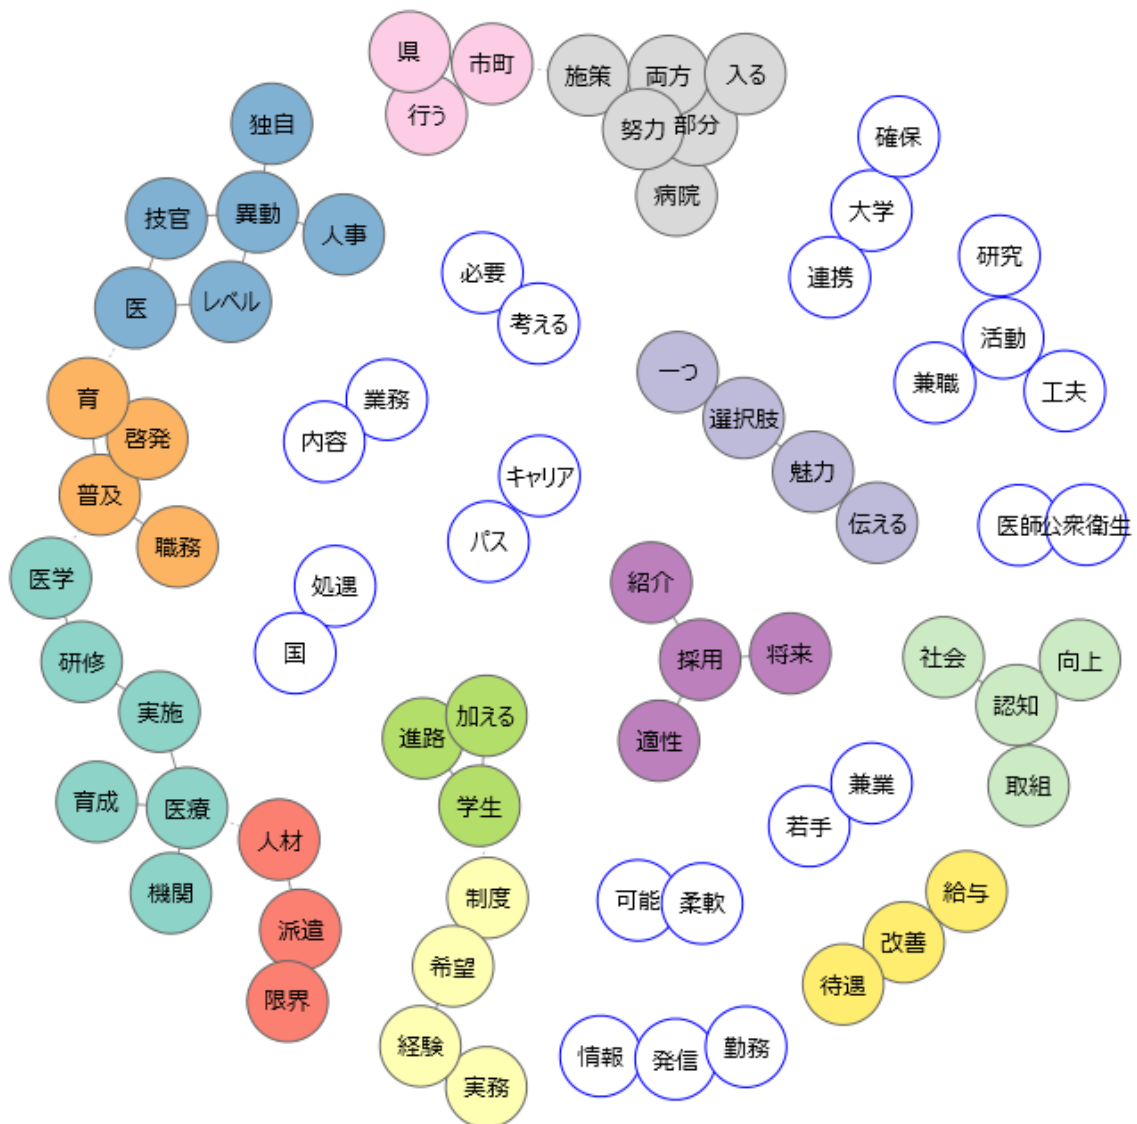 県
市町
行う
施策
両方
入る
努力
部分
病院
独自
技官
異動
人事
医
レベル
確保
大学
連携
研究
活動
兼職
工夫
必要
考える
育
啓発
普及
職務
業務
内容
キャリア
パス
一つ
選択肢
魅力
伝える
医師
公衆衛生
医学
研修
実施
育成
医療
機関
処遇
国
紹介
採用
将来
適性
社会
向上
認知
取組
進路
加える
学生
人材
派遣
限界
制度
希望
経験
実務
兼業
若手
可能
柔軟
給与
改善
待遇
情報
発信
勤務